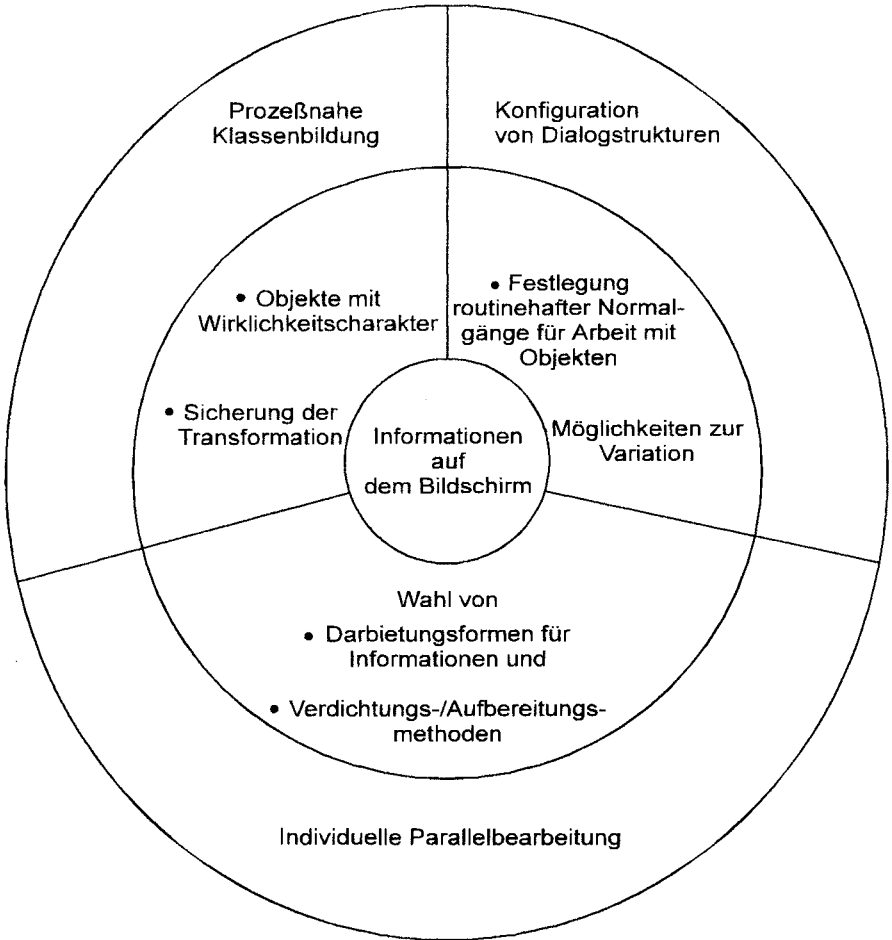 Prozeßnahe
Klassenbildung
Konfiguration
von Dialogstrukturen
• Objekte mit
Wirklichkeitscharakter
• Sicherung der
Transformation
• Festlegung
routinehafter Normal-
gänge für Arbeit mit
Objekten
Möglichkeiten zur
Variation
Informationen
auf
dem Bildschirm
Wahl von
• Darbietungsformen für
Informationen und
• Verdichtungs-/Aufbereitungs-
methoden
Individuelle Parallelbearbeitung